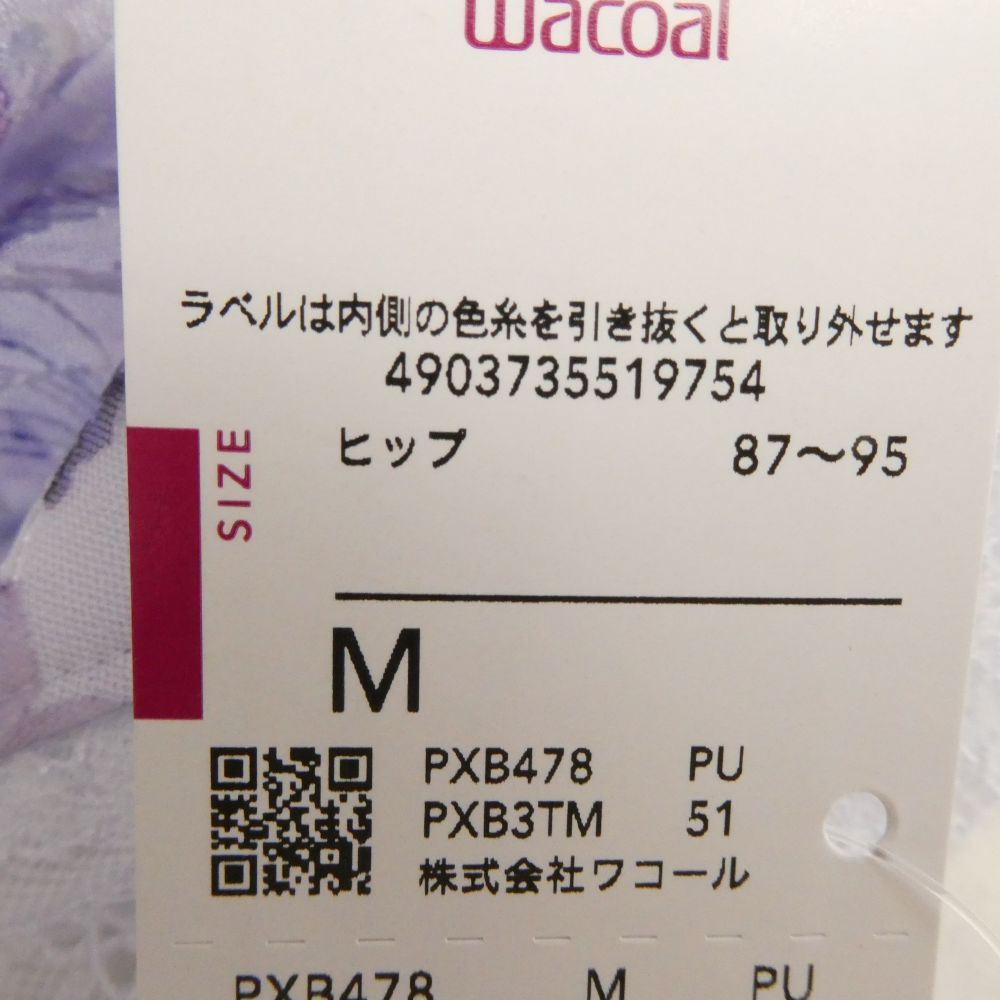 Wacoal
ラベルは内側の色糸を引き抜くと取り外せます
4903735519754
SIZE
ヒップ 87〜95
M
PXB478 PU
PXB3TM 51
株式会社ワコール
PXB478 M PU